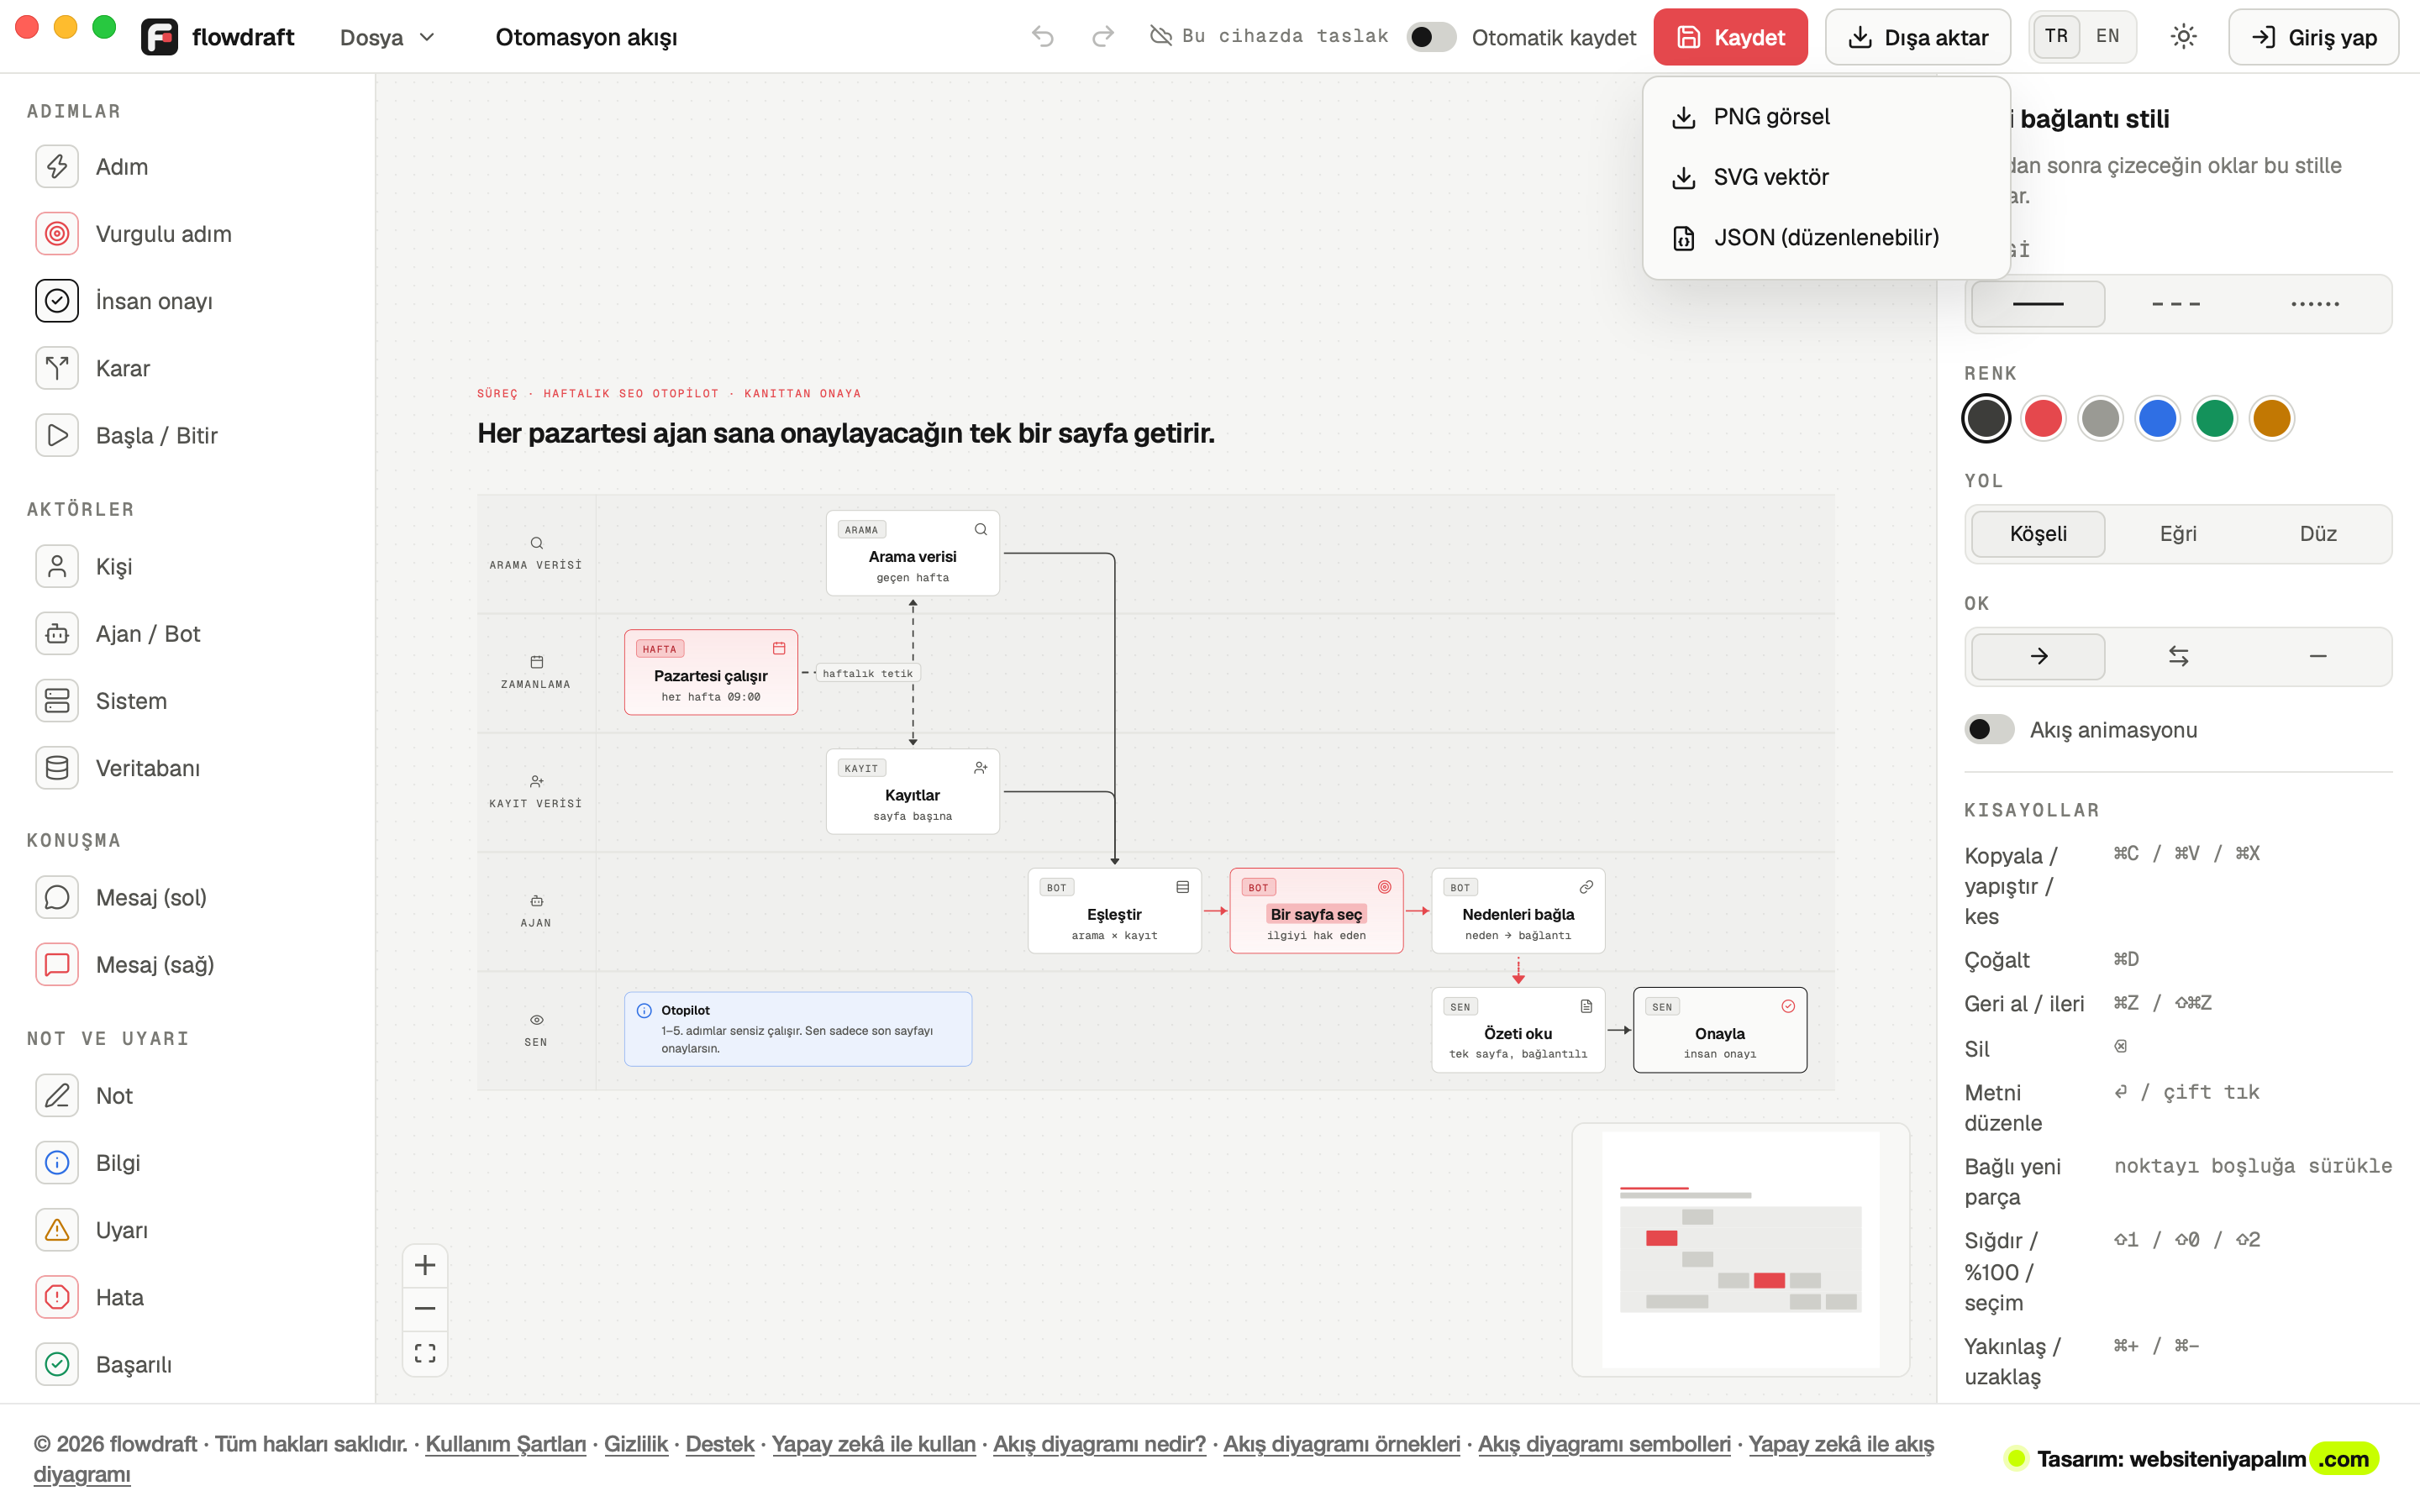 flowdraft
Dosya
Otomasyon akışı
Bu cihazda taslak
Otomatik kaydet
Kaydet
Dışa aktar
TR
EN
Giriş yap
PNG görsel
SVG vektör
JSON (düzenlenebilir)
ADIMLAR
Adım
Vurgulu adım
İnsan onayı
Karar
Başla / Bitir
AKTÖRLER
Kişi
Ajan / Bot
Sistem
Veritabanı
KONUŞMA
Mesaj (sol)
Mesaj (sağ)
NOT VE UYARI
Not
Bilgi
Uyarı
Hata
Başarılı
SÜREÇ · HAFTALIK SEO OTOPİLOT · KANITTAN ONAYA
Her pazartesi ajan sana onaylayacağın tek bir sayfa getirir.
ARAMA VERİSİ
ARAMA
Arama verisi
geçen hafta
ZAMANLAMA
HAFTA
Pazartesi çalışır
her hafta 09:00
haftalık tetik
KAYIT VERİSİ
KAYIT
Kayıtlar
sayfa başına
AJAN
BOT
Eşleştir
arama × kayıt
BOT
Bir sayfa seç
ilgiyi hak eden
BOT
Nedenleri bağla
neden → bağlantı
SEN
Otopilot
1–5. adımlar sensiz çalışır. Sen sadece son sayfayı
onaylarsın.
SEN
Özeti oku
tek sayfa, bağlantılı
SEN
Onayla
insan onayı
bağlantı stili
sonra çizeceğin oklar bu stille
RENK
YOL
Köşeli
Eğri
Düz
OK
Akış animasyonu
KISAYOLLAR
Kopyala /
yapıştır /
kes
⌘C / ⌘V / ⌘X
Çoğalt
⌘D
Geri al / ileri
⌘Z / ⇧⌘Z
Sil
⌫
Metni
düzenle
⏎ / çift tık
Bağlı yeni
parça
noktayı boşluğa sürükle
Sığdır /
%100 /
seçim
⇧1 / ⇧0 / ⇧2
Yakınlaş /
uzaklaş
⌘+ / ⌘−
© 2026 flowdraft · Tüm hakları saklıdır. · Kullanım Şartları · Gizlilik · Destek · Yapay zekâ ile kullan · Akış diyagramı nedir? · Akış diyagramı örnekleri · Akış diyagramı sembolleri · Yapay zekâ ile akış
diyagramı
Tasarım: websiteniyapalım.com